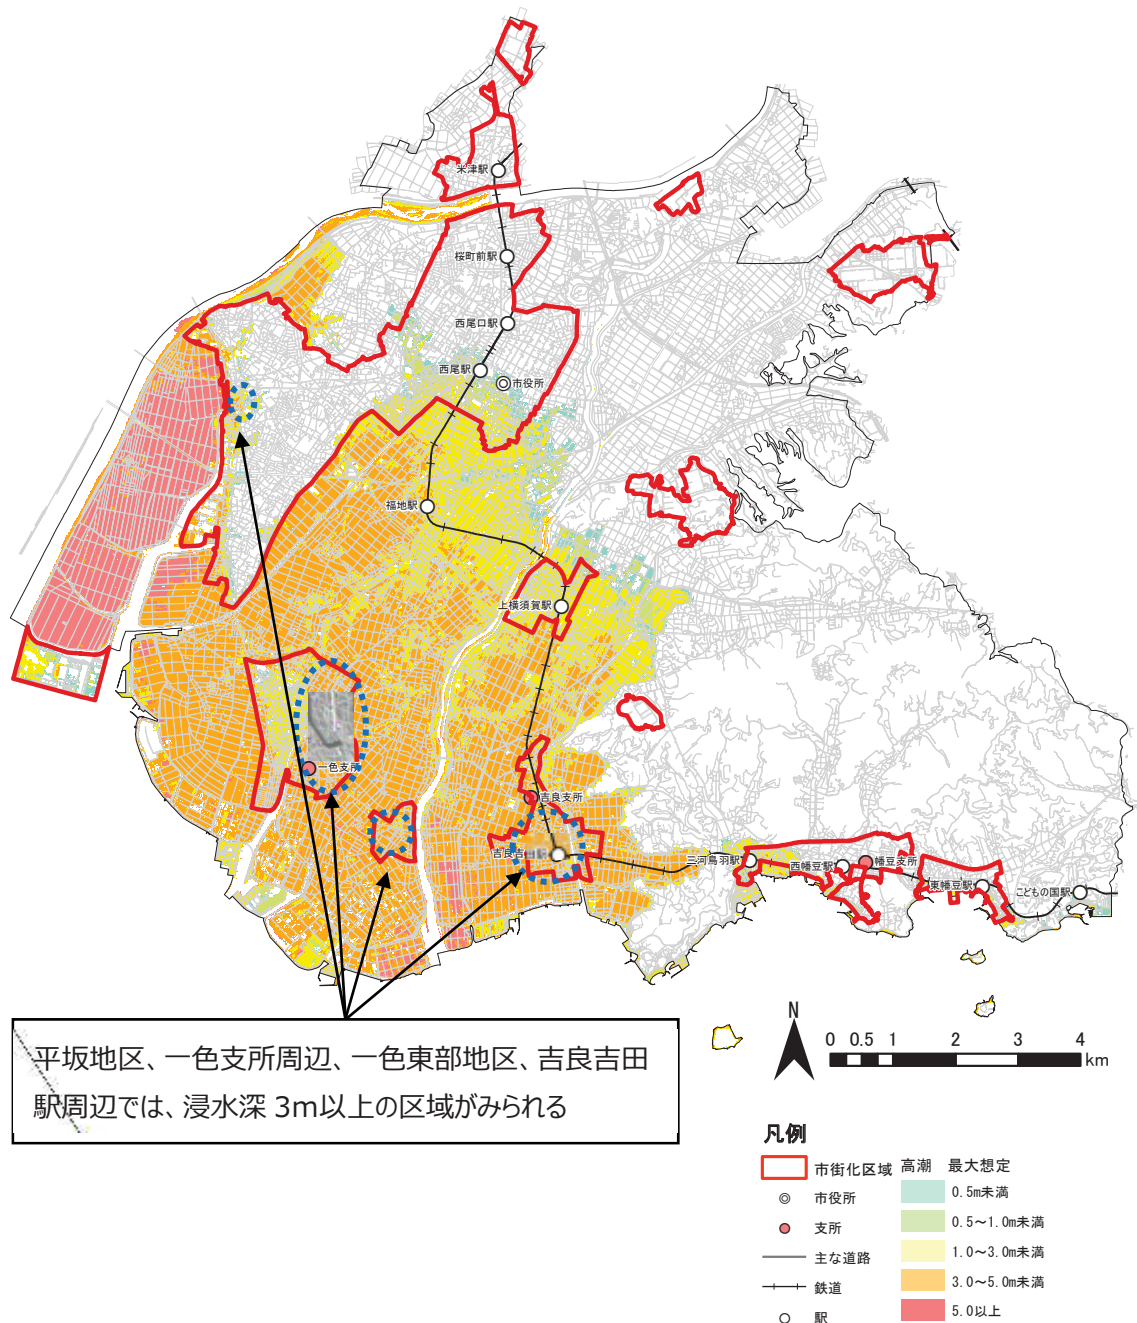 米津駅
桜町前駅
西尾口駅
西尾駅
市役所
福地駅
上横須賀駅
一色支所
吉良支所
吉良吉
三河鳥羽駅
西幡豆駅
幡豆支所
東幡豆駅
こどもの国駅
平坂地区、一色支所周辺、一色東部地区、吉良吉田
駅周辺では、浸水深 3m以上の区域がみられる
N
0 0.5 1 2 3 4
km
凡例
市街化区域 高潮 最大想定
市役所 0.5m未満
支所 0.5～1.0m未満
主な道路 1.0～3.0m未満
鉄道 3.0～5.0m未満
駅 5.0以上